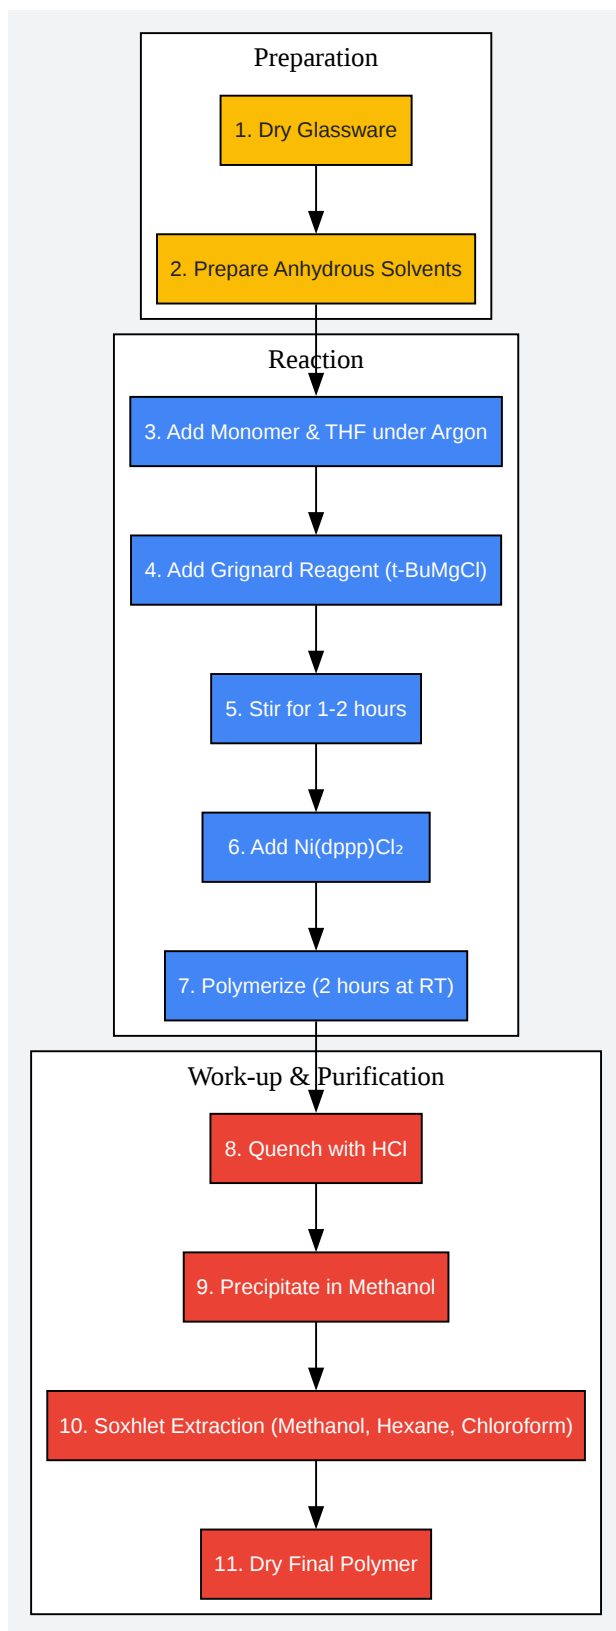 Preparation
1. Dry Glassware
2. Prepare Anhydrous Solvents
Reaction
3. Add Monomer & THF under Argon
4. Add Grignard Reagent (t-BuMgCl)
5. Stir for 1-2 hours
6. Add Ni(dppp)Cl₂
7. Polymerize (2 hours at RT)
Work-up & Purification
8. Quench with HCl
9. Precipitate in Methanol
10. Soxhlet Extraction (Methanol, Hexane, Chloroform)
11. Dry Final Polymer